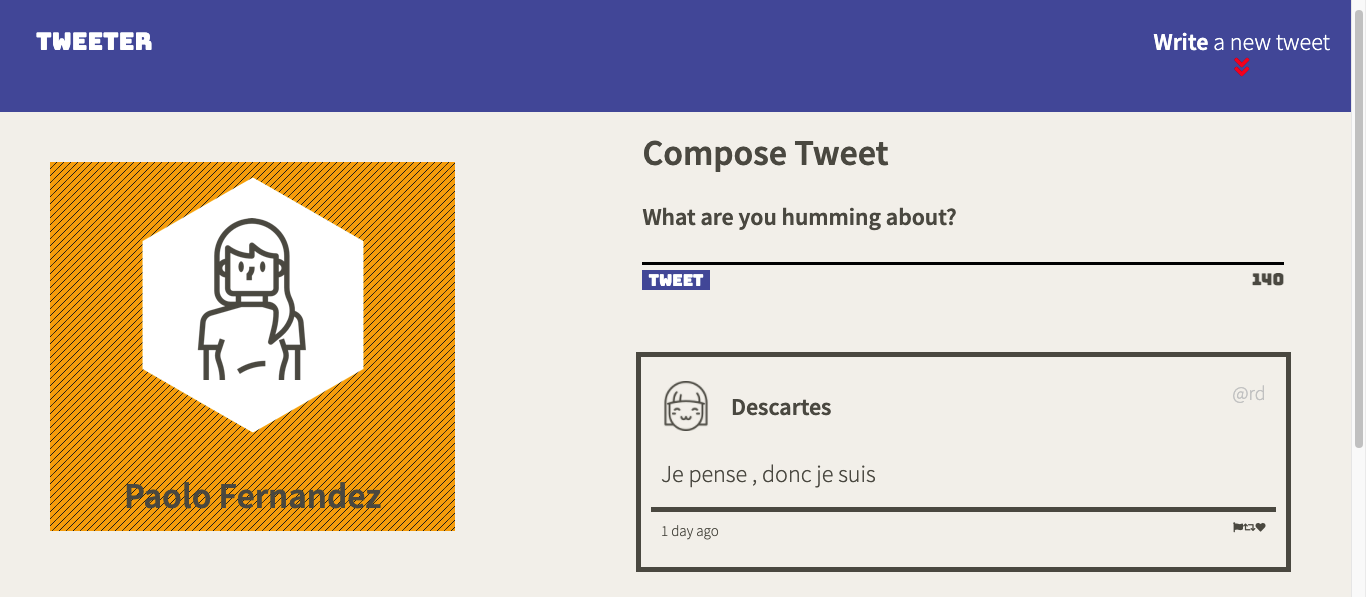 TWEETER
Write a new tweet
Paolo Fernandez
Compose Tweet
What are you humming about?
TWEET
140
Descartes
@rd
Je pense , donc je suis
1 day ago